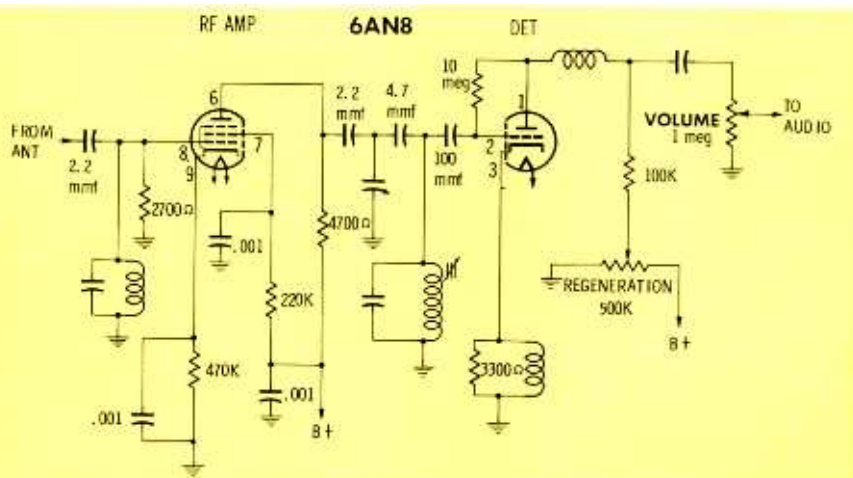 RF AMP
6AN8
DET
FROM
ANT
2.2
mmf
6
7
8
9
2700Ω
.001
220K
470K
.001
.001
B+
4700Ω
2.2
mmf
4.7
mmf
100
mmf
10
meg
1
2
3
3300Ω
VOLUME
1 meg
TO
AUDIO
100K
REGENERATION
500K
B+